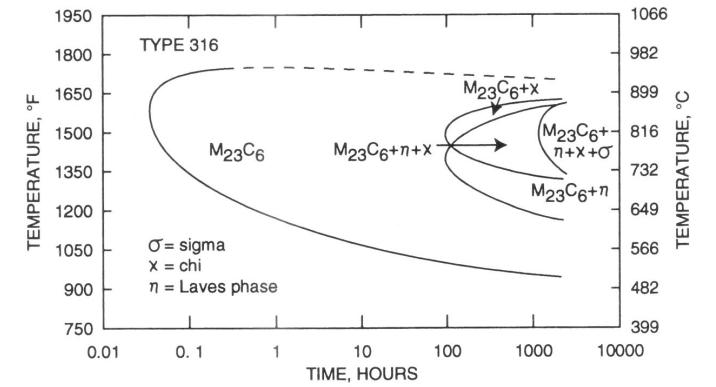 1950
1066
TYPE 316
982
1650
M23C6+χ
899
1500
M23C6+
816
M23C6
M23C6+η+χ
η+χ+σ
1350
732
M23C6+η
1200
649
1050
σ= sigma
566
χ = chi
900
η = Laves phase
482
750
399
0.01
0.1
1
10
100
1000
10000
TIME, HOURS
TEMPERATURE, °F
TEMPERATURE, °C